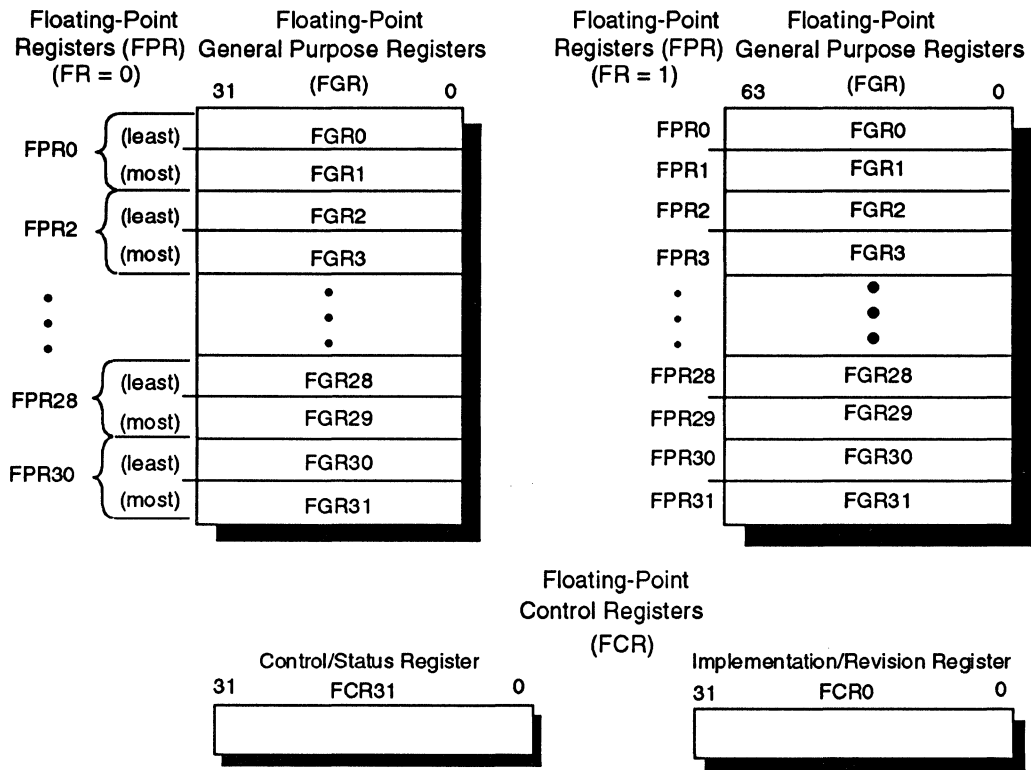 Floating-Point
Registers (FPR)
(FR = 0)
Floating-Point
General Purpose Registers
(FGR)
31 0
FPR0
(least) FGR0
(most) FGR1
FPR2
(least) FGR2
(most) FGR3
FPR28
(least) FGR28
(most) FGR29
FPR30
(least) FGR30
(most) FGR31
Floating-Point
Registers (FPR)
(FR = 1)
Floating-Point
General Purpose Registers
(FGR)
63 0
FPR0 FGR0
FPR1 FGR1
FPR2 FGR2
FPR3 FGR3
FPR28 FGR28
FPR29 FGR29
FPR30 FGR30
FPR31 FGR31
Floating-Point
Control Registers
(FCR)
Control/Status Register
31 FCR31 0
Implementation/Revision Register
31 FCR0 0